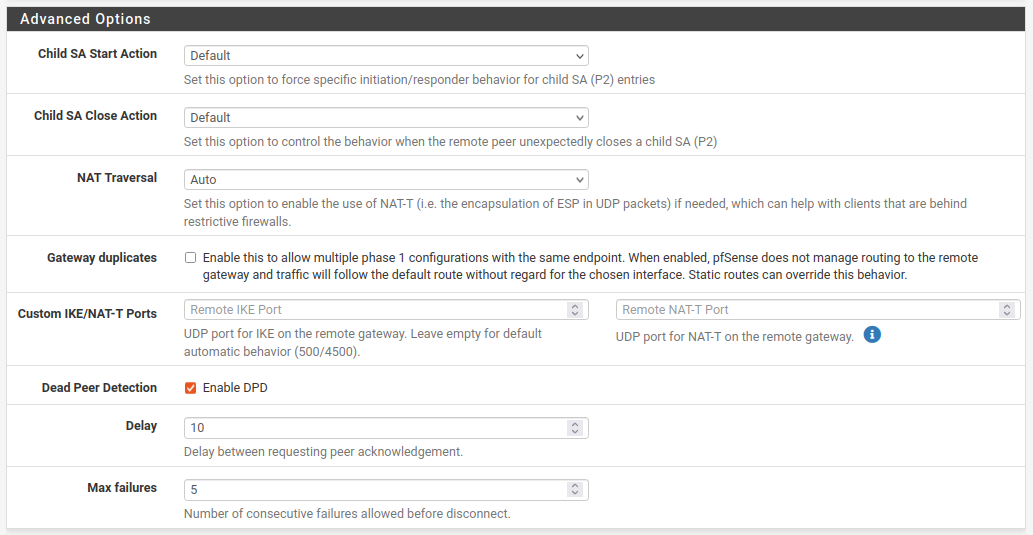 Advanced Options
Child SA Start Action
Default
Set this option to force specific initiation/responder behavior for child SA (P2) entries
Child SA Close Action
Default
Set this option to control the behavior when the remote peer unexpectedly closes a child SA (P2)
NAT Traversal
Auto
Set this option to enable the use of NAT-T (i.e. the encapsulation of ESP in UDP packets) if needed, which can help with clients that are behind
restrictive firewalls.
Gateway duplicates
Enable this to allow multiple phase 1 configurations with the same endpoint. When enabled, pfSense does not manage routing to the remote
gateway and traffic will follow the default route without regard for the chosen interface. Static routes can override this behavior.
Custom IKE/NAT-T Ports
Remote IKE Port
UDP port for IKE on the remote gateway. Leave empty for default
automatic behavior (500/4500).
Remote NAT-T Port
UDP port for NAT-T on the remote gateway.
Dead Peer Detection
Enable DPD
Delay
10
Delay between requesting peer acknowledgement.
Max failures
5
Number of consecutive failures allowed before disconnect.